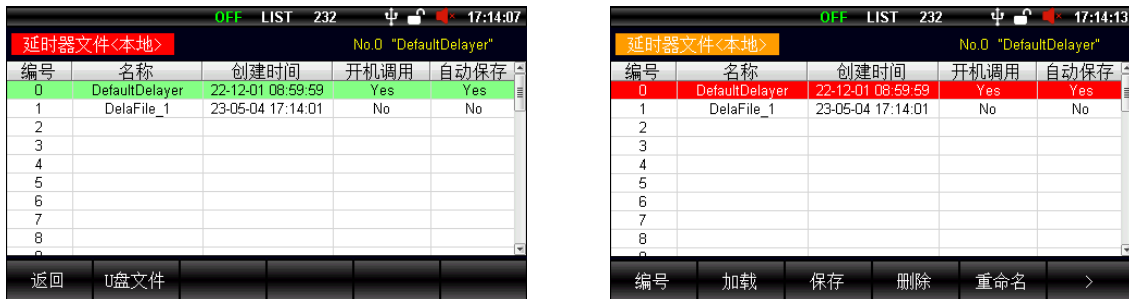 OFF LIST 232 17:14:07
延时器文件<本地> No.0 "DefaultDelayer"
编号 名称 创建时间 开机调用 自动保存
0 DefaultDelayer 22-12-01 08:59:59 Yes Yes
1 DelaFile_1 23-05-04 17:14:01 No No
2
3
4
5
6
7
8
返回 U盘文件
OFF LIST 232 17:14:13
延时器文件<本地> No.0 "DefaultDelayer"
编号 名称 创建时间 开机调用 自动保存
0 DefaultDelayer 22-12-01 08:59:59 Yes Yes
1 DelaFile_1 23-05-04 17:14:01 No No
2
3
4
5
6
7
8
编号 加载 保存 删除 重命名 >